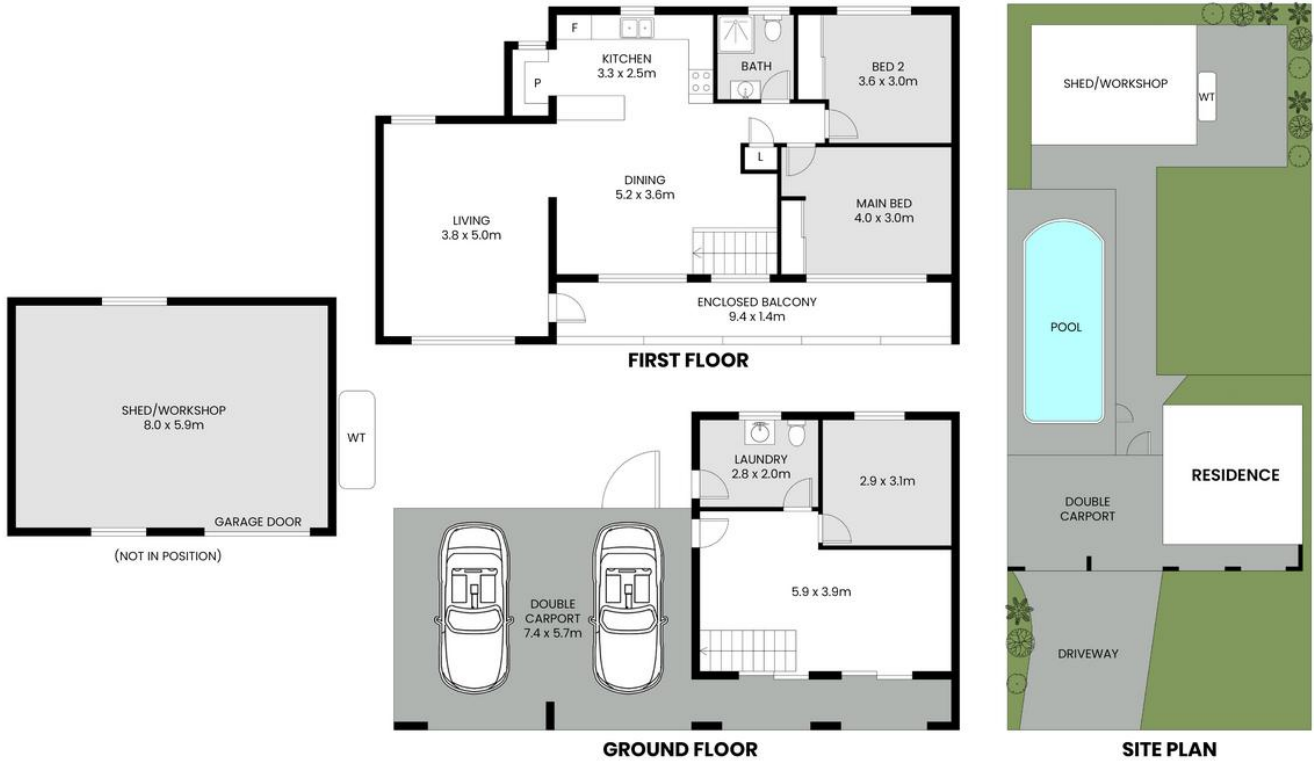 F
KITCHEN
3.3 x 2.5m
P
BATH
BED 2
3.6 x 3.0m
L
DINING
5.2 x 3.6m
LIVING
3.8 x 5.0m
MAIN BED
4.0 x 3.0m
ENCLOSED BALCONY
9.4 x 1.4m
FIRST FLOOR
SHED/WORKSHOP
8.0 x 5.9m
GARAGE DOOR
(NOT IN POSITION)
WT
LAUNDRY
2.8 x 2.0m
2.9 x 3.1m
5.9 x 3.9m
DOUBLE
CARPORT
7.4 x 5.7m
GROUND FLOOR
SHED/WORKSHOP
WT
POOL
RESIDENCE
DOUBLE
CARPORT
DRIVEWAY
SITE PLAN